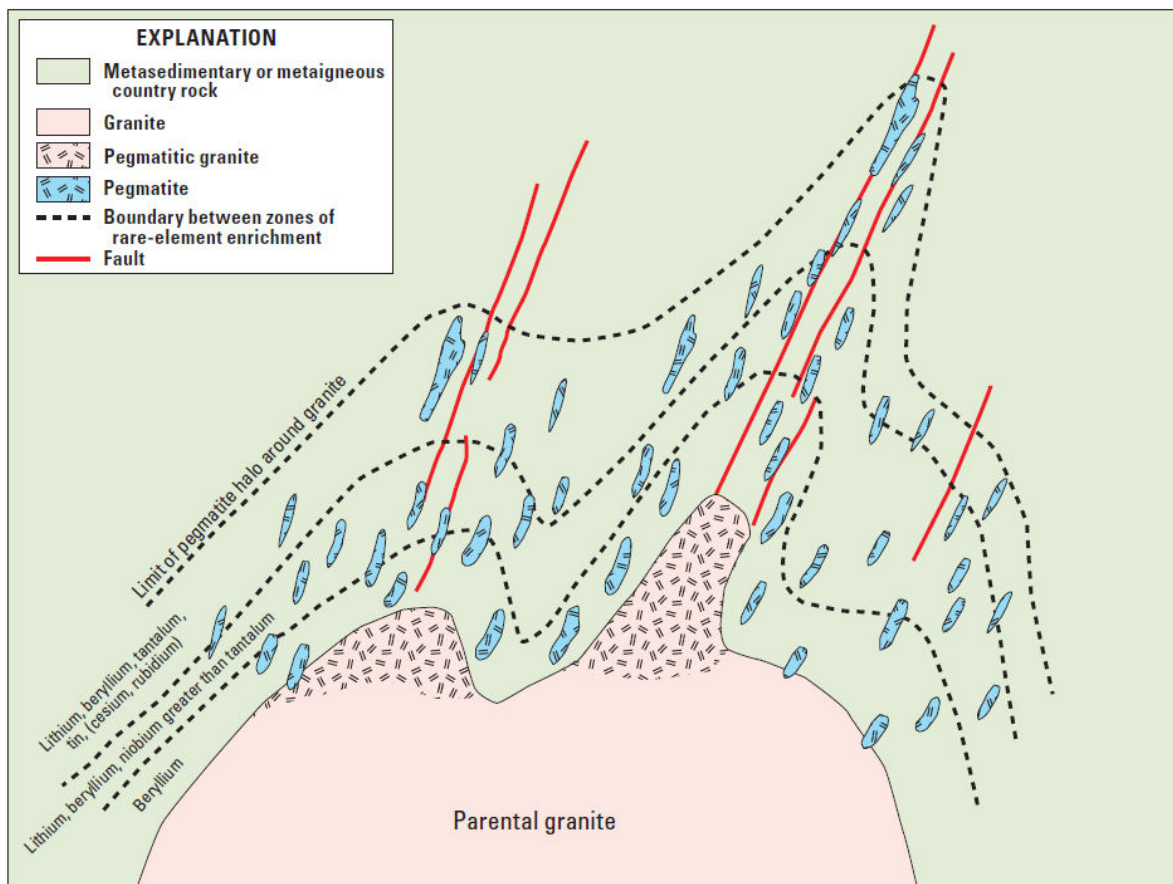 EXPLANATION
Metasedimentary or metaigneous
country rock
Granite
Pegmatitic granite
Pegmatite
Boundary between zones of
rare-element enrichment
Fault
Limit of pegmatite halo around granite
Lithium, beryllium, tantalum,
tin, (cesium, rubidium)
Lithium, beryllium, niobium greater than tantalum
Beryllium
Parental granite